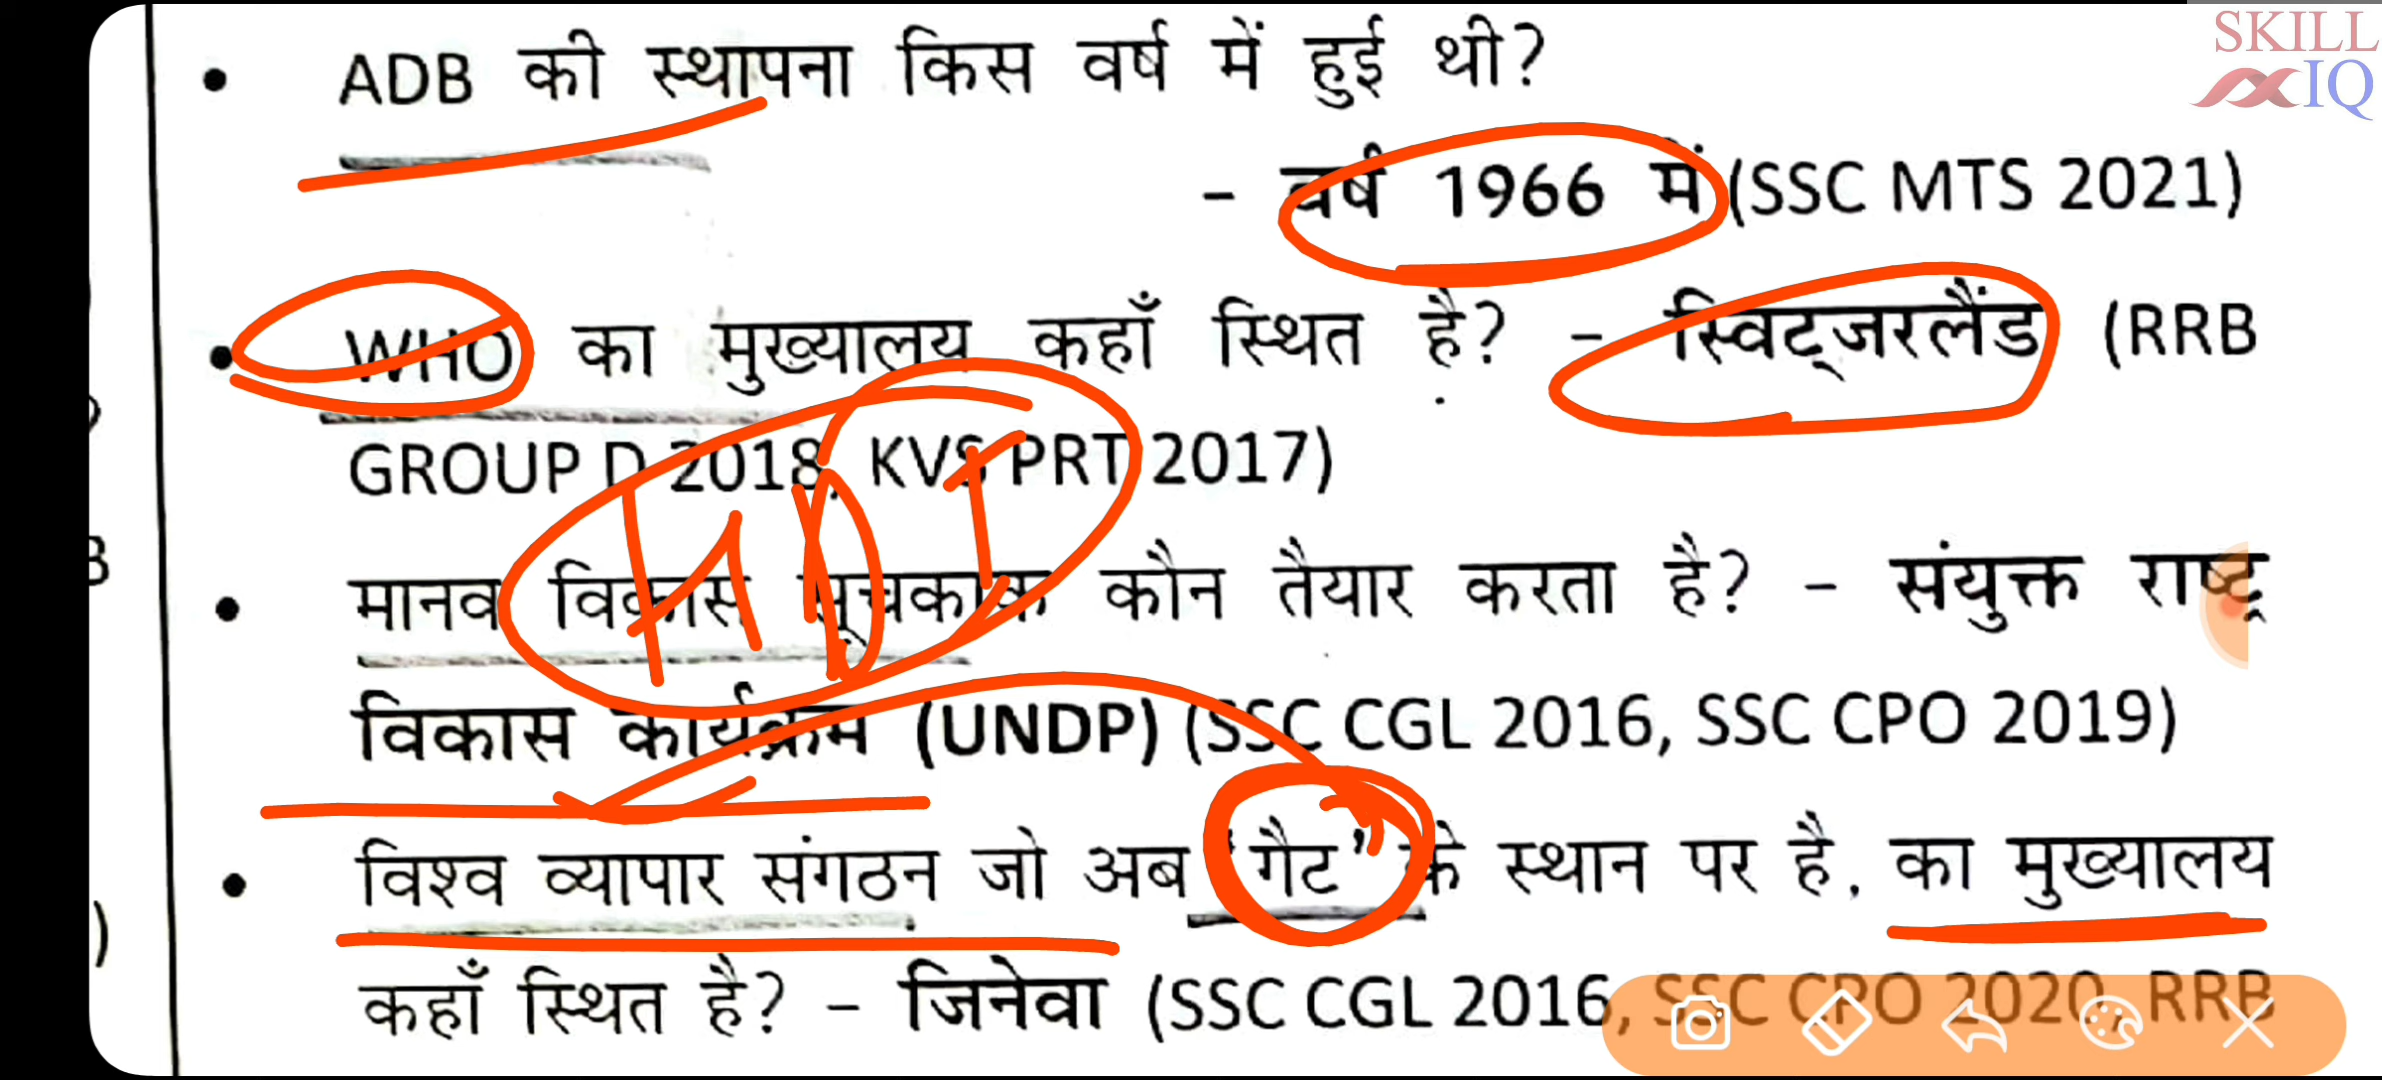 SKILL
IQ
• ADB की स्थापना किस वर्ष में हुई थी?
- वर्ष 1966 में (SSC MTS 2021)
• WHO का मुख्यालय कहाँ स्थित है? - स्विट्जरलैंड (RRB
GROUP D 2018, KVS PRT 2017)
HDI
• मानव विकास सूचकांक कौन तैयार करता है? - संयुक्त राष्ट्र
विकास कार्यक्रम (UNDP) (SSC CGL 2016, SSC CPO 2019)
• विश्व व्यापार संगठन जो अब 'गैट' के स्थान पर है, का मुख्यालय
कहाँ स्थित है? - जिनेवा (SSC CGL 2016, SSC CPO 2020, RRB